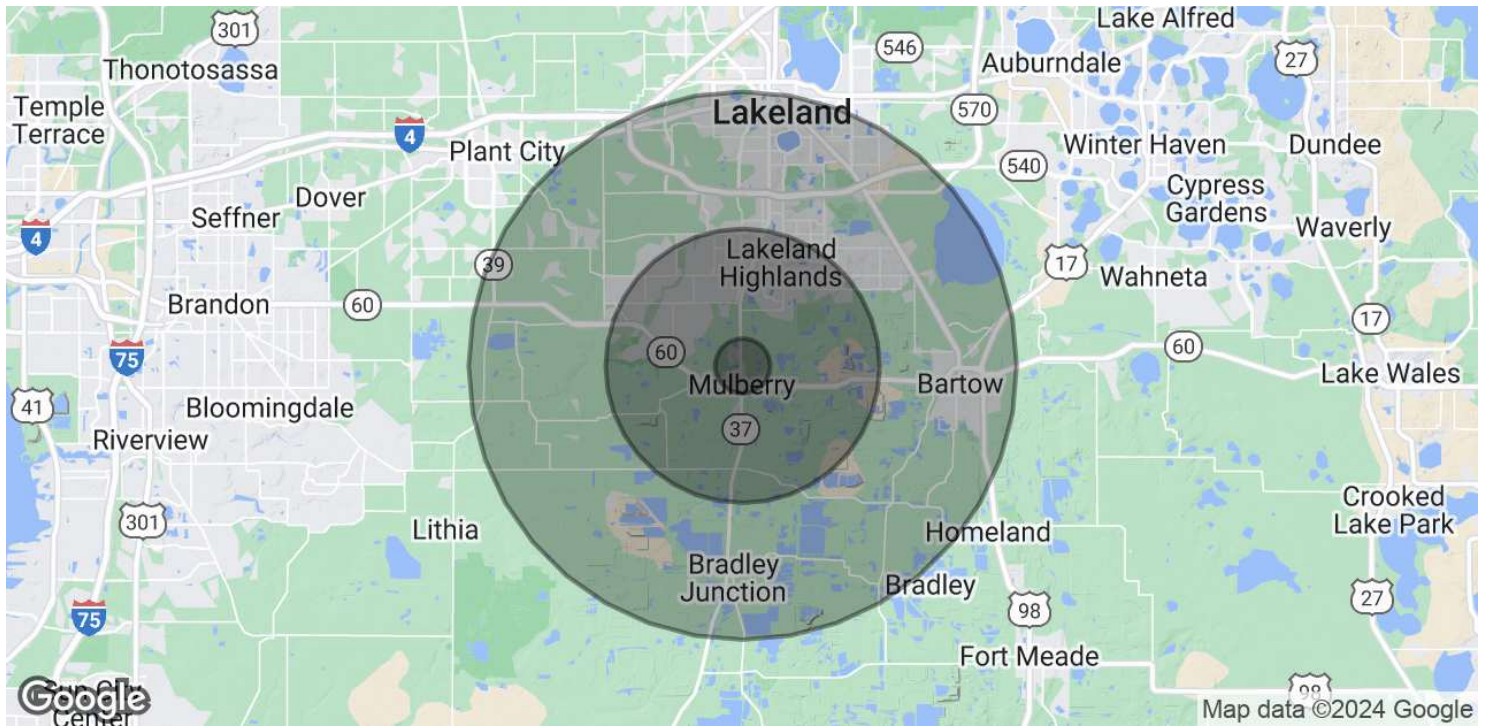 301
Lake Alfred
546
27
Thonotosassa
Auburndale
Temple
Terrace
4
Lakeland
570
Plant City
Winter Haven
Dundee
540
Dover
Cypress
Gardens
Seffner
4
Waverly
39
Lakeland
Highlands
17
Wahneta
Brandon
60
17
75
60
60
Mulberry
Bartow
Lake Wales
41
Bloomingdale
37
Riverview
301
Lithia
Homeland
Crooked
Lake Park
Bradley
Junction
Bradley
75
98
27
Fort Meade
Sun City
Center
Google
98
Map data ©2024 Google